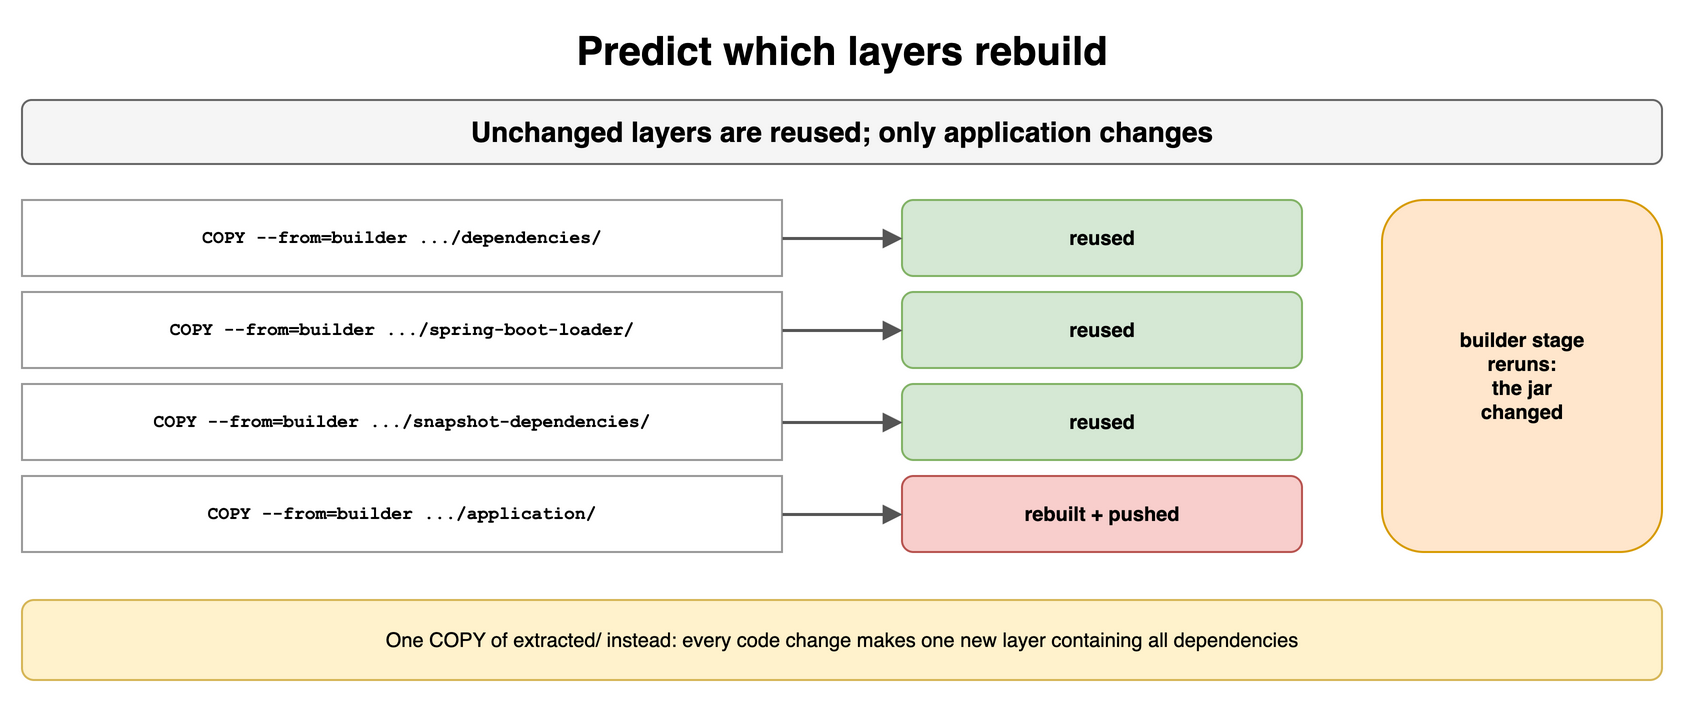 Predict which layers rebuild
Unchanged layers are reused; only application changes
COPY --from=builder .../dependencies/
reused
COPY --from=builder .../spring-boot-loader/
reused
COPY --from=builder .../snapshot-dependencies/
reused
COPY --from=builder .../application/
rebuilt + pushed
builder stage
reruns:
the jar
changed
One COPY of extracted/ instead: every code change makes one new layer containing all dependencies